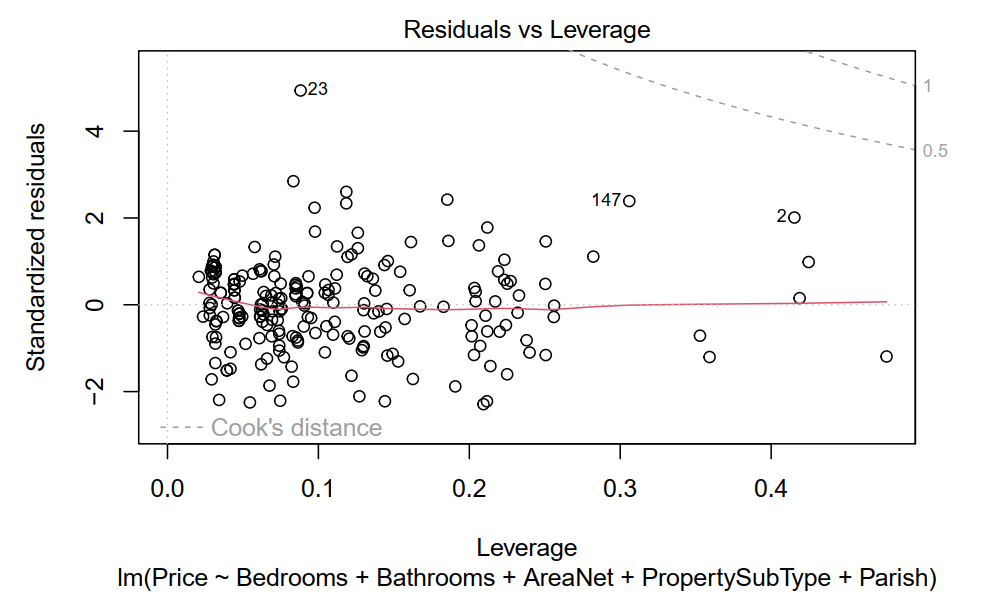 Residuals vs Leverage
Standardized residuals
4
2
0
−2
23
147
2
1
0.5
Cook's distance
0.0 0.1 0.2 0.3 0.4
Leverage
lm(Price ~ Bedrooms + Bathrooms + AreaNet + PropertySubType + Parish)